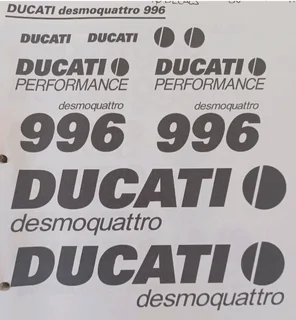 DUCATI desmoquattro 996
DUCATI DUCATI
DUCATI DUCATI
PERFORMANCE PERFORMANCE
desmoquattro desmoquattro
996 996
DUCATI
desmoquattro
DUCATI
desmoquattro